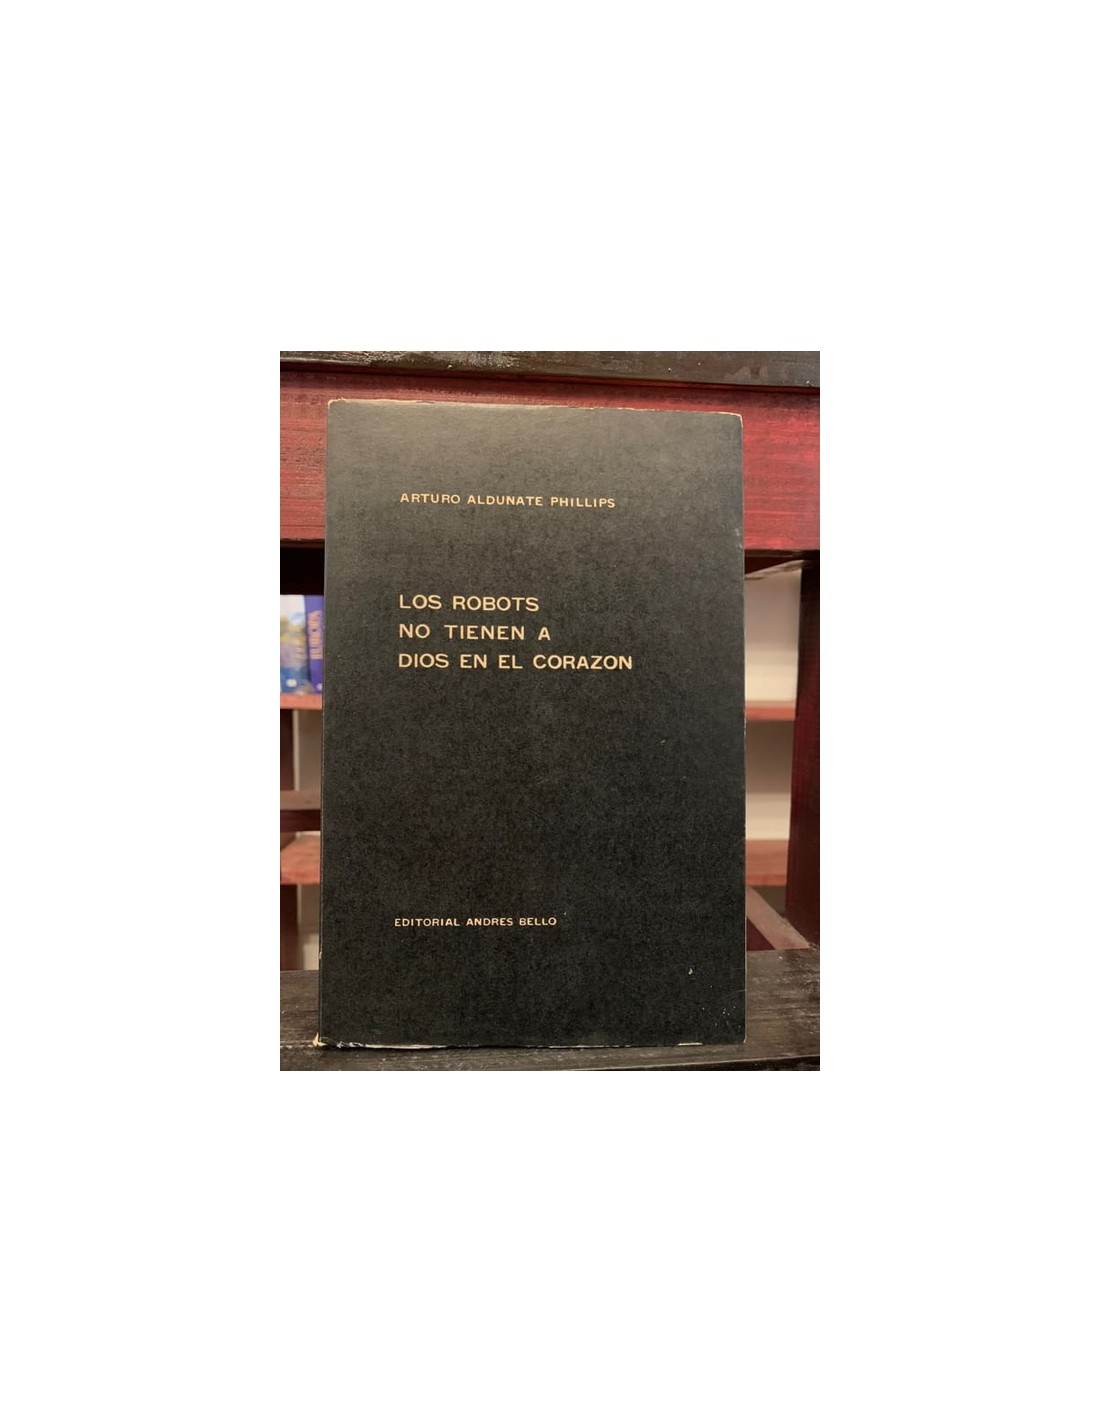 ARTURO ALDUNATE PHILLIPS
LOS ROBOTS
NO TIENEN A
DIOS EN EL CORAZON
EDITORIAL ANDRES BELLO